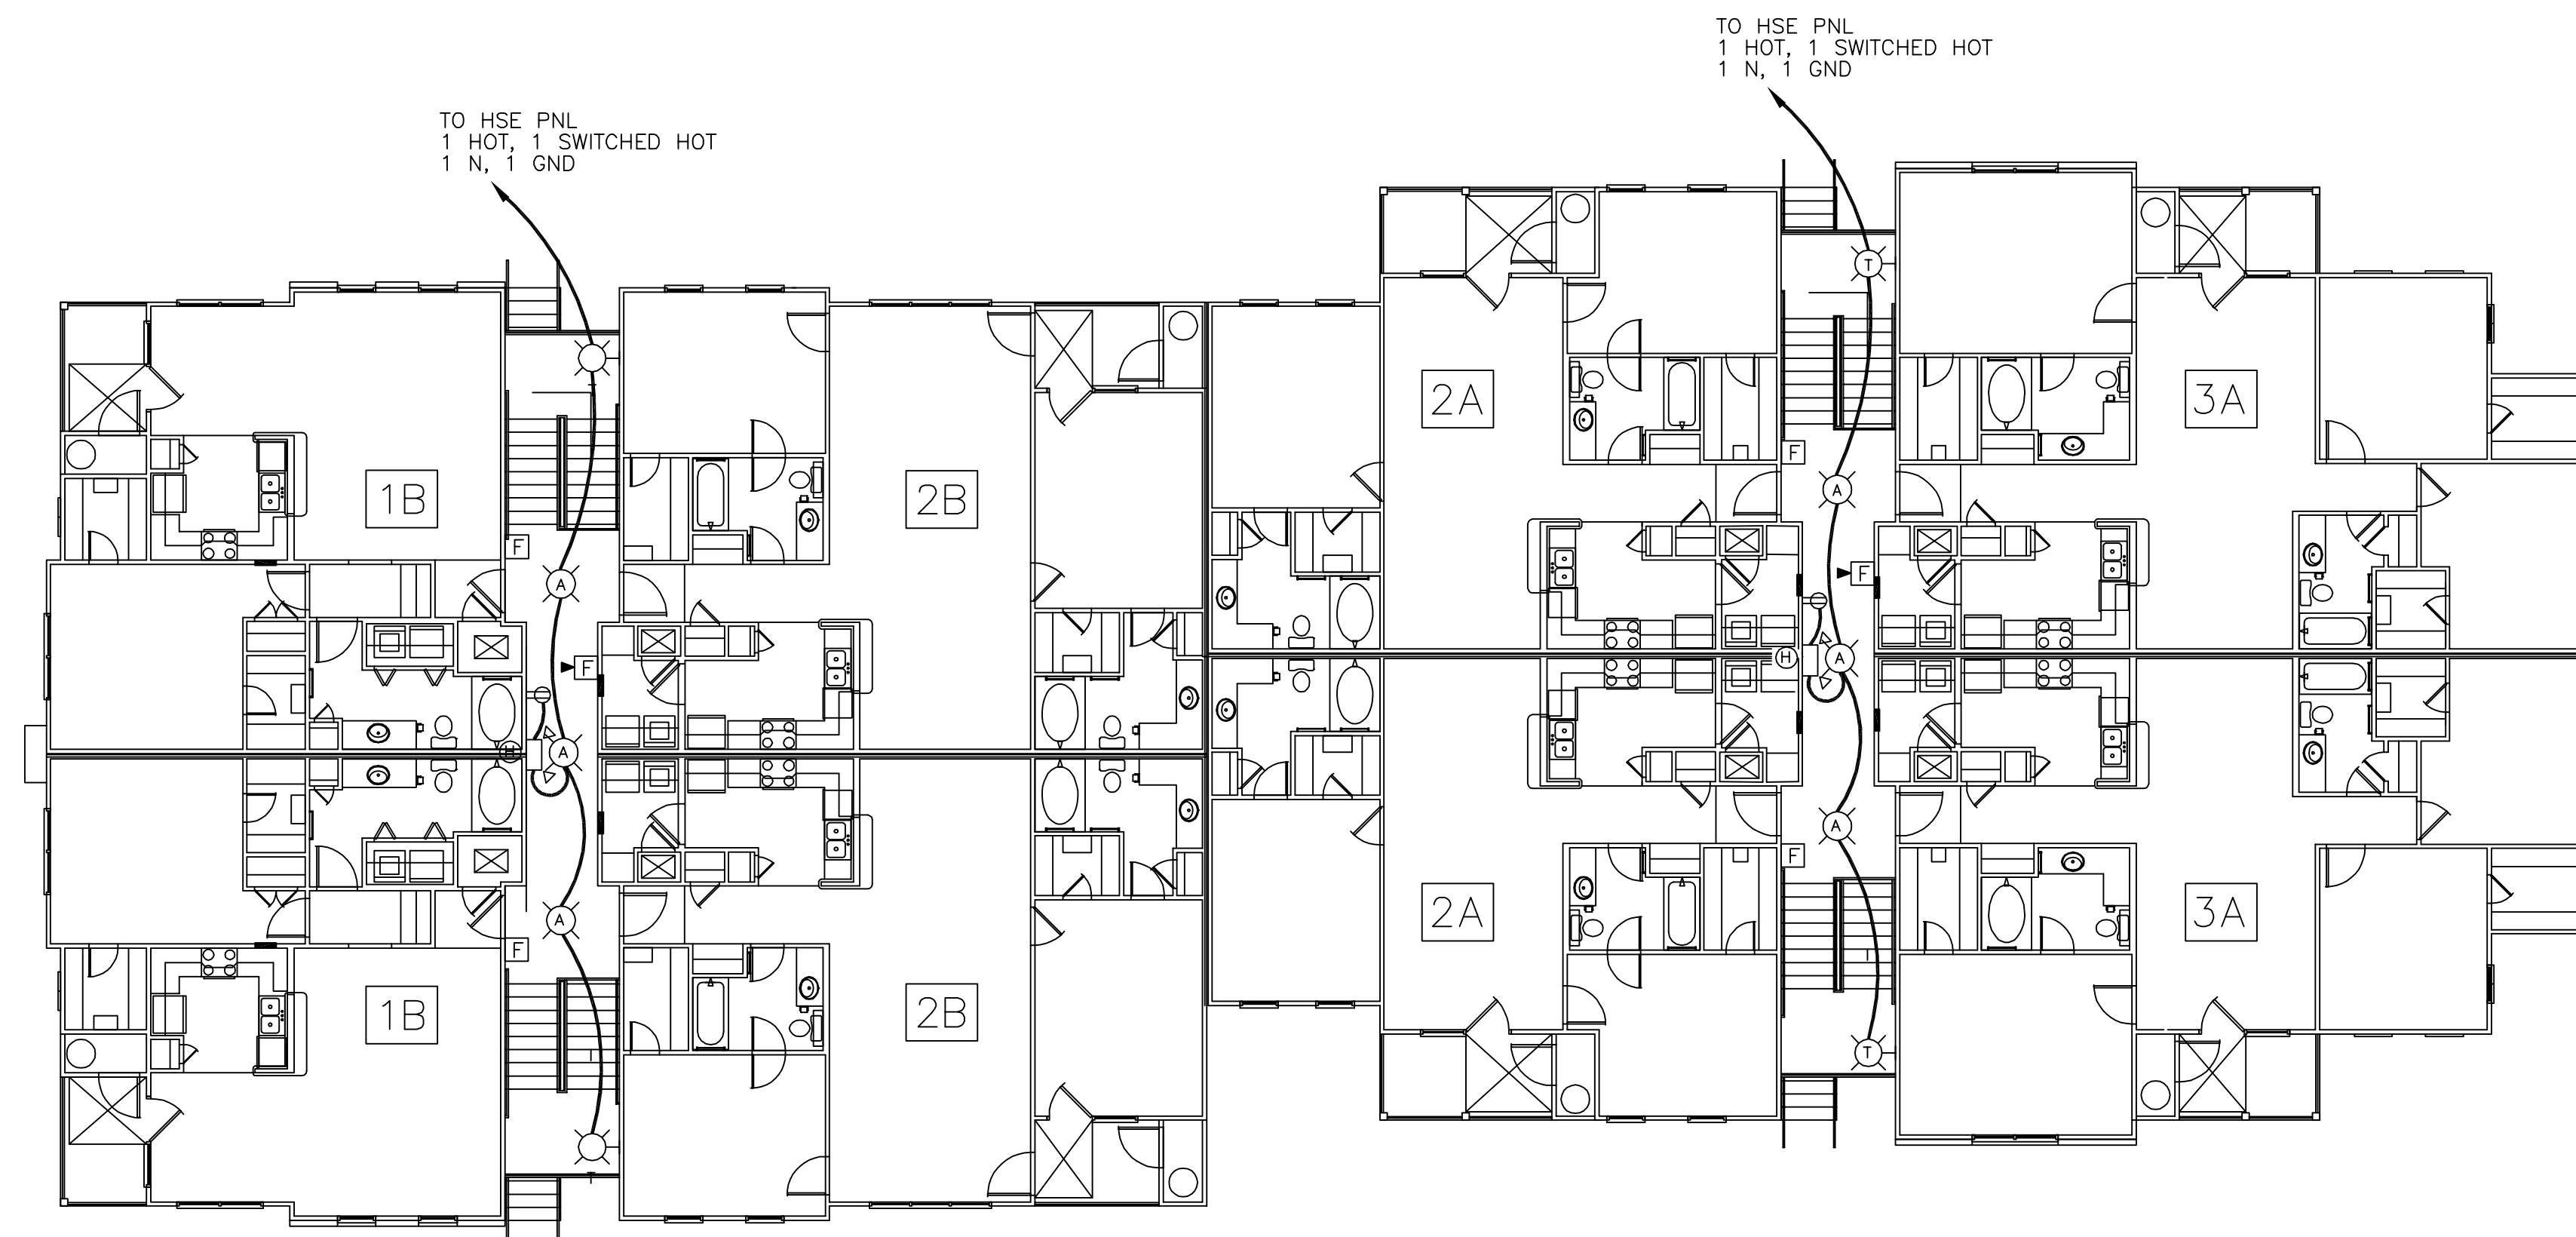 TO HSE PNL
1 HOT, 1 SWITCHED HOT
1 N, 1 GND
TO HSE PNL
1 HOT, 1 SWITCHED HOT
1 N, 1 GND
T
2A
3A
F
A
1B
2B
F
A
F
F
H
A
H
A
A
F
A
F
2A
3A
1B
2B
T